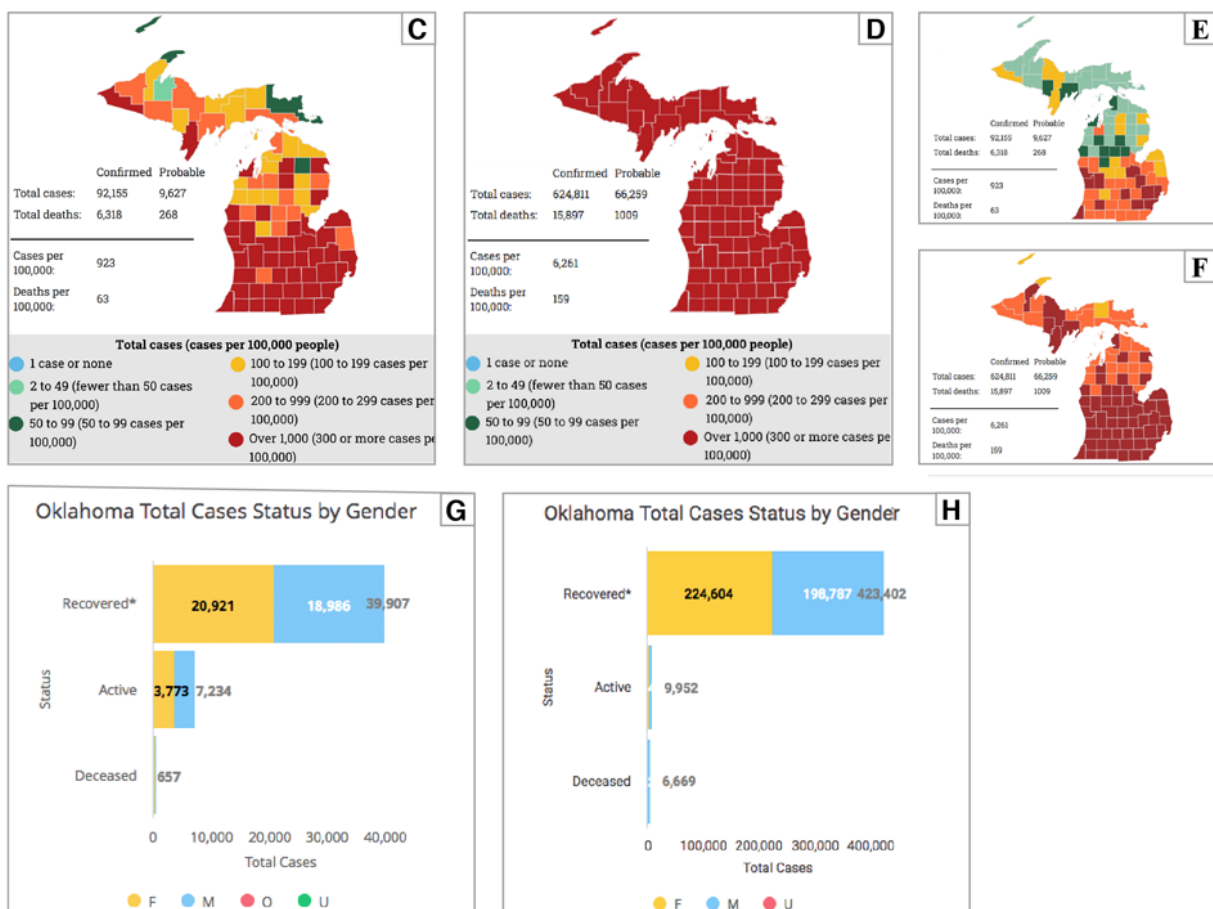 C
Confirmed Probable
Total cases: 92,155 9,627
Total deaths: 6,318 268
Cases per
100,000: 923
Deaths per
100,000: 63
Total cases (cases per 100,000 people)
1 case or none
2 to 49 (fewer than 50 cases
per 100,000)
50 to 99 (50 to 99 cases per
100,000)
100 to 199 (100 to 199 cases per
100,000)
200 to 999 (200 to 299 cases per
100,000)
Over 1,000 (300 or more cases pe
100,000)
D
Confirmed Probable
Total cases: 624,811 66,259
Total deaths: 15,897 1009
Cases per
100,000: 6,261
Deaths per
100,000: 159
Total cases (cases per 100,000 people)
1 case or none
2 to 49 (fewer than 50 cases
per 100,000)
50 to 99 (50 to 99 cases per
100,000)
100 to 199 (100 to 199 cases per
100,000)
200 to 999 (200 to 299 cases per
100,000)
Over 1,000 (300 or more cases pe
100,000)
E
Confirmed Probable
Total cases: 92,155 9,627
Total deaths: 6,318 268
Cases per
100,000: 923
Deaths per
100,000: 63
F
Confirmed Probable
Total cases: 624,811 66,259
Total deaths: 15,897 1009
Cases per
100,000: 6,261
Deaths per
100,000: 159
Oklahoma Total Cases Status by Gender
G
Status
Recovered* 20,921 18,986 39,907
Active 3,773 7,234
Deceased 657
0 10,000 20,000 30,000 40,000
Total Cases
F M O U
Oklahoma Total Cases Status by Gender
H
Status
Recovered* 224,604 198,787 423,402
Active 9,952
Deceased 6,669
0 100,000 200,000 300,000 400,000
Total Cases
F M U